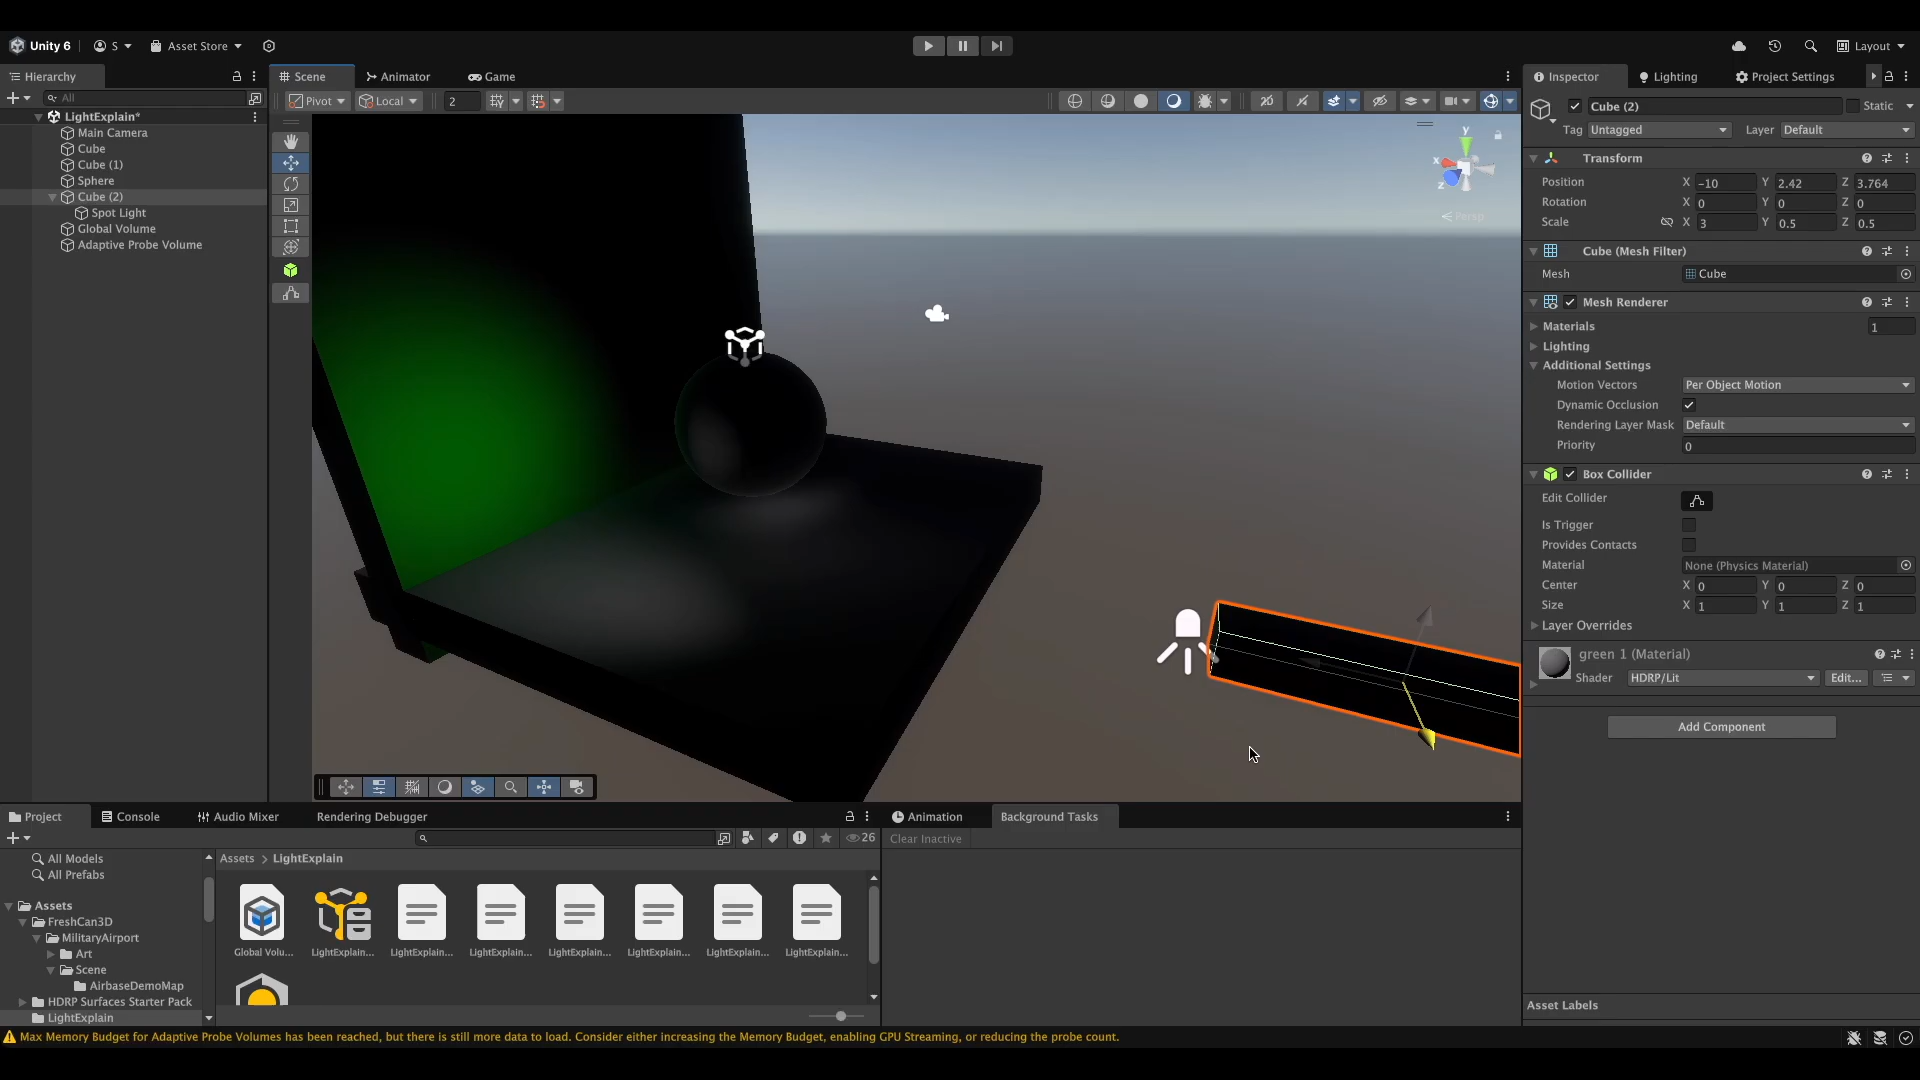 Unity 6
S
Asset Store
Layout
Hierarchy
All
LightExplain*
Main Camera
Cube
Cube (1)
Sphere
Cube (2)
Spot Light
Global Volume
Adaptive Probe Volume
Scene
Animator
Game
Pivot
Local
2
2D
y
x
z
Persp
Inspector
Lighting
Project Settings
Cube (2)
Static
Tag Untagged
Layer Default
Transform
Position X -10 Y 2.42 Z 3.764
Rotation X 0 Y 0 Z 0
Scale X 3 Y 0.5 Z 0.5
Cube (Mesh Filter)
Mesh Cube
Mesh Renderer
Materials 1
Lighting
Additional Settings
Motion Vectors Per Object Motion
Dynamic Occlusion
Rendering Layer Mask Default
Priority 0
Box Collider
Edit Collider
Is Trigger
Provides Contacts
Material None (Physics Material)
Center X 0 Y 0 Z 0
Size X 1 Y 1 Z 1
Layer Overrides
green 1 (Material)
Shader HDRP/Lit Edit...
Add Component
Asset Labels
Project
Console
Audio Mixer
Rendering Debugger
26
All Models
All Prefabs
Assets
FreshCan3D
MilitaryAirport
Art
Scene
AirbaseDemoMap
HDRP Surfaces Starter Pack
LightExplain
Assets > LightExplain
Global Volu...
LightExplain...
LightExplain...
LightExplain...
LightExplain...
LightExplain...
LightExplain...
LightExplain...
Animation
Background Tasks
Clear Inactive
Max Memory Budget for Adaptive Probe Volumes has been reached, but there is still more data to load. Consider either increasing the Memory Budget, enabling GPU Streaming, or reducing the probe count.